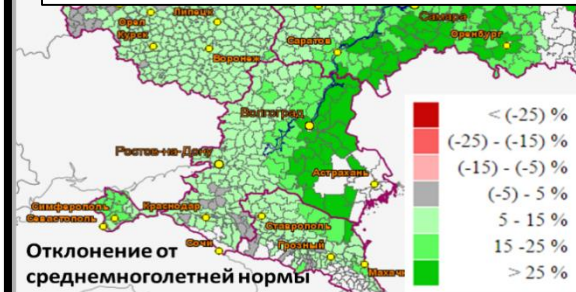 Орел
Липецк
Самара
Курск
Оренбург
Воронеж
Саратов
Волгоград
Ростов-на-Дону
Астрахань
Симферополь
Севастополь
Краснодар
Ставрополь
Сочи
Грозный
< (-25) %
(-25) - (-15) %
(-15) - (-5) %
(-5) - 5 %
5 - 15 %
15 -25 %
> 25 %
Отклонение от
среднемноголетней нормы